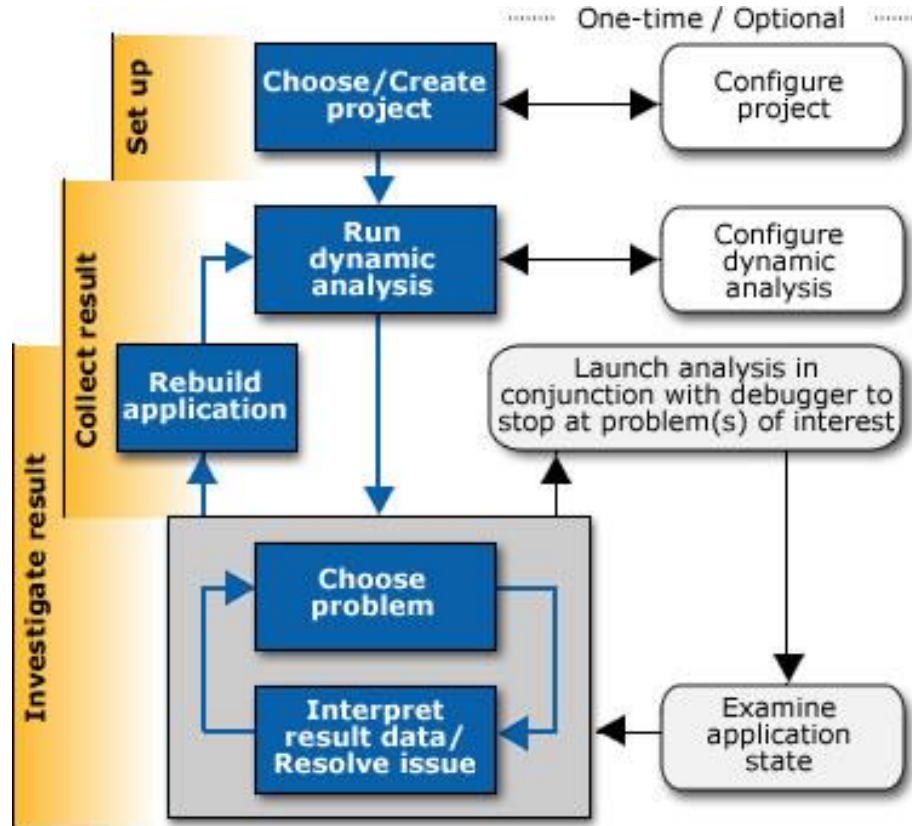 One-time / Optional
Set up
Choose/Create
project
Configure
project
Collect result
Run
dynamic
analysis
Configure
dynamic
analysis
Rebuild
application
Launch analysis in
conjunction with debugger to
stop at problem(s) of interest
Investigate result
Choose
problem
Interpret
result data/
Resolve issue
Examine
application
state